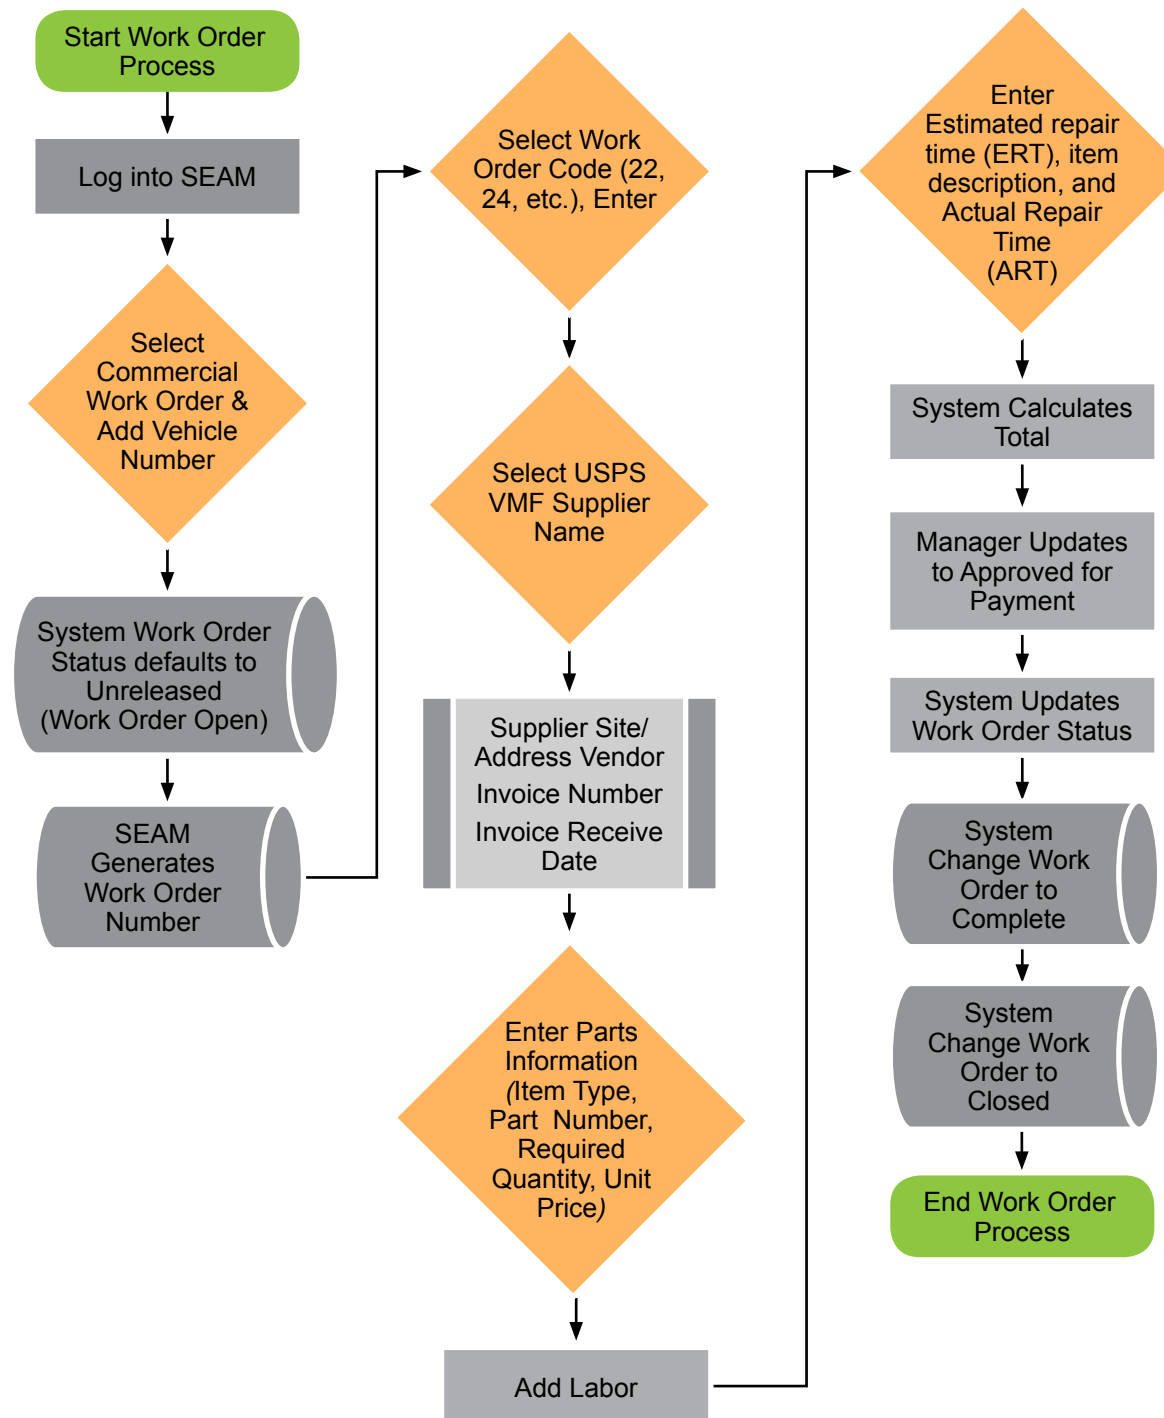 Start Work Order
Process
Log into SEAM
Select
Commercial
Work Order &
Add Vehicle
Number
System Work Order
Status defaults to
Unreleased
(Work Order Open)
SEAM
Generates
Work Order
Number
Select Work
Order Code (22,
24, etc.), Enter
Select USPS
VMF Supplier
Name
Supplier Site/
Address Vendor
Invoice Number
Invoice Receive
Date
Enter Parts
Information
(Item Type,
Part  Number,
Required
Quantity, Unit
Price)
Add Labor
Enter
Estimated repair
time (ERT), item
description, and
Actual Repair
Time
(ART)
System Calculates
Total
Manager Updates
to Approved for
Payment
System Updates
Work Order Status
System
Change Work
Order to
Complete
System
Change Work
Order to
Closed
End Work Order
Process